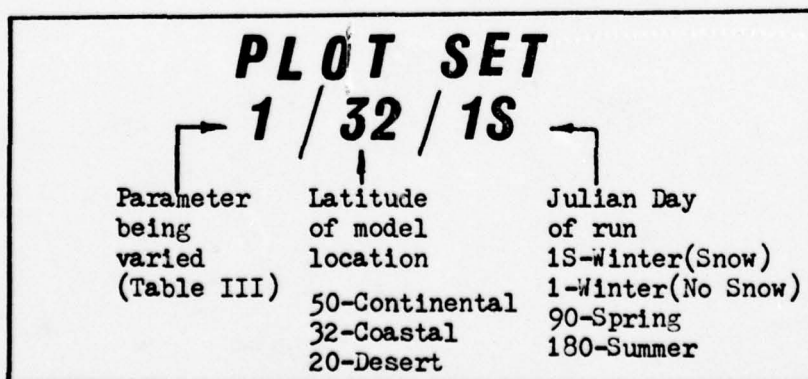 PLOT SET
1 / 32 / 1S
Parameter
being
varied
(Table III)
Latitude
of model
location
50-Continental
32-Coastal
20-Desert
Julian Day
of run
1S-Winter(Snow)
1-Winter(No Snow)
90-Spring
180-Summer